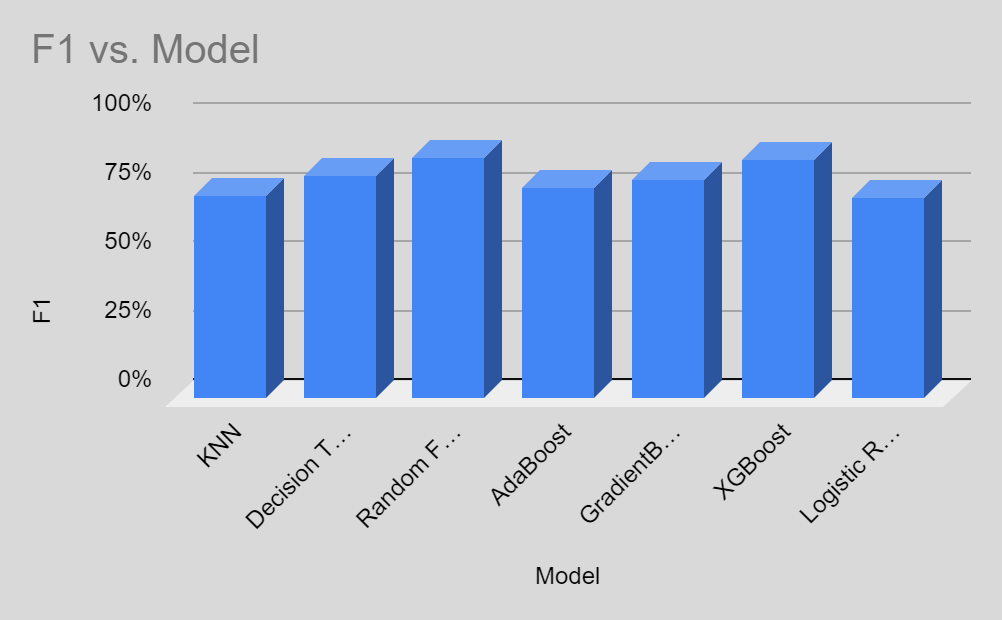 F1 vs. Model
100%
75%
50%
25%
0%
F1
KNN
Decision T…
Random F…
AdaBoost
GradientB…
XGBoost
Logistic R…
Model